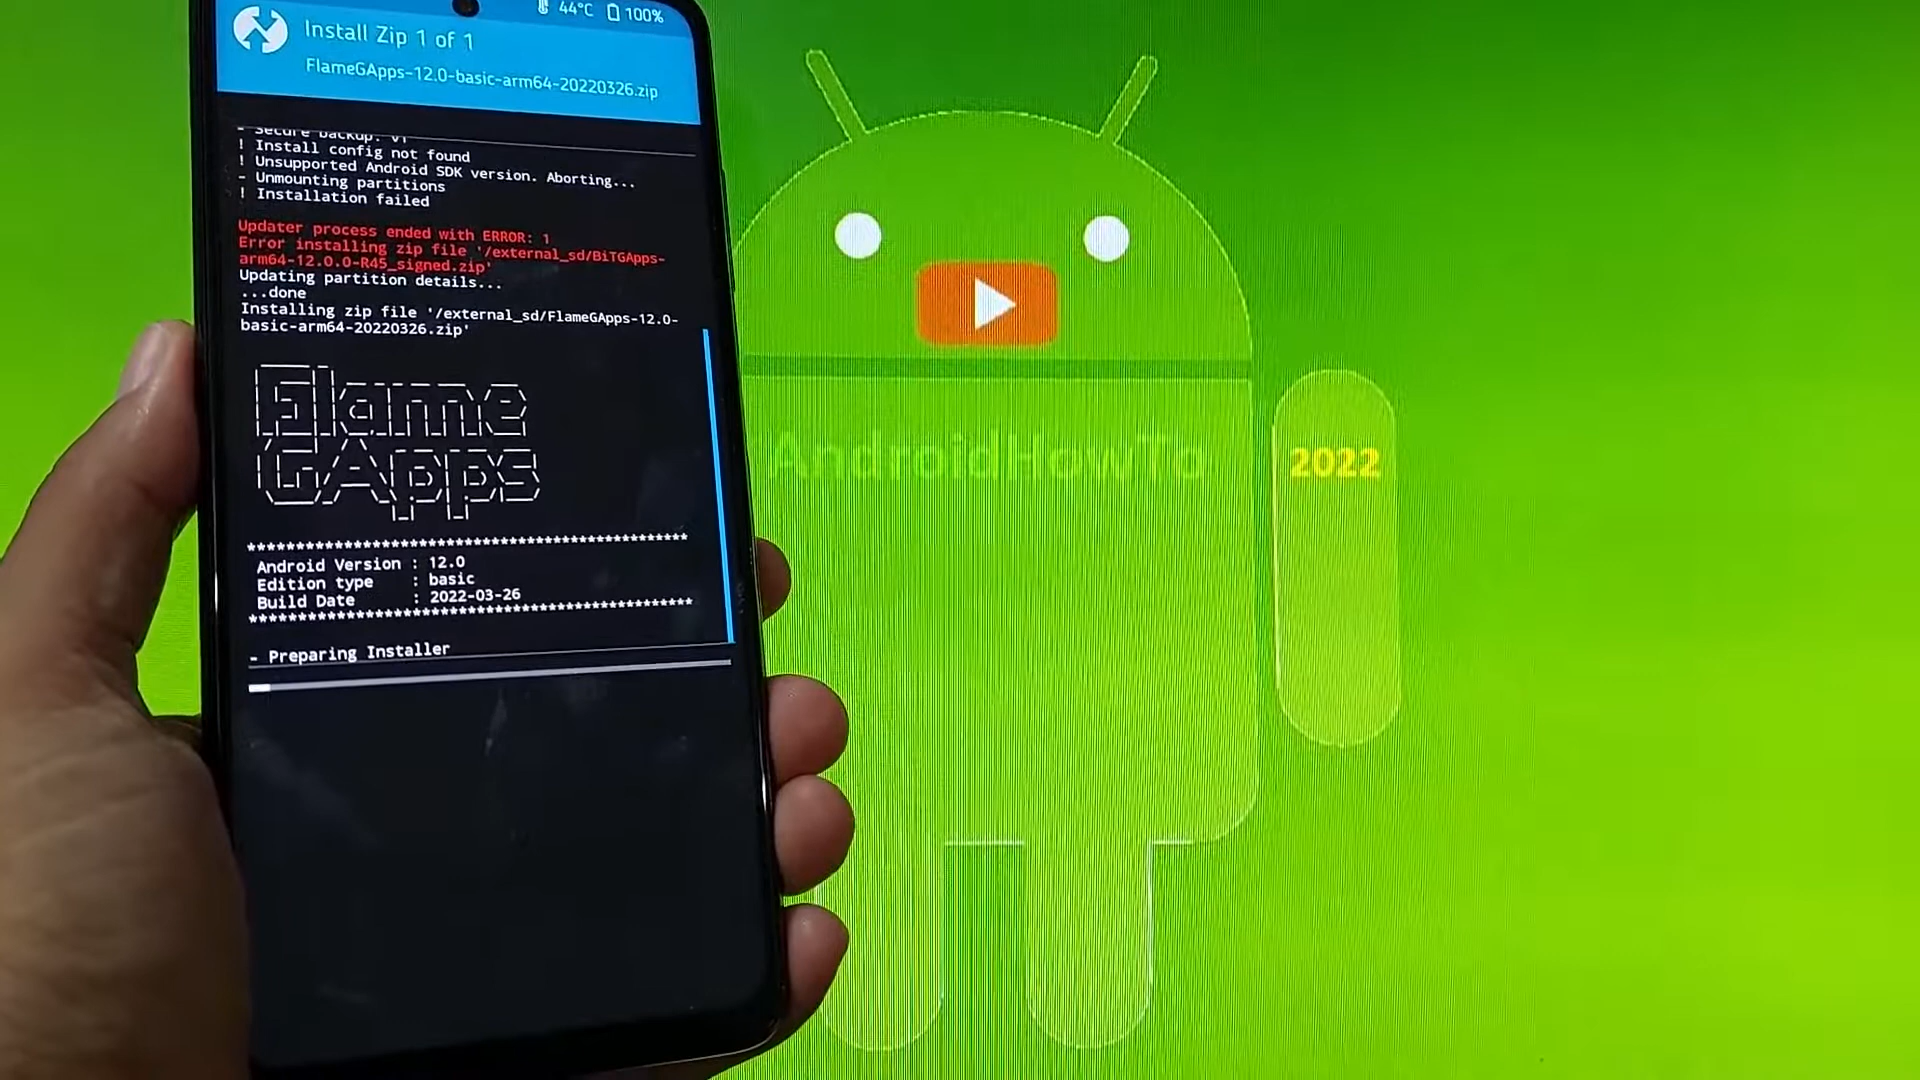 44°C 100%
Install Zip 1 of 1
FlameGApps-12.0-basic-arm64-20220326.zip
- Secure backup: v1
! Install config not found
! Unsupported Android SDK version. Aborting...
- Unmounting partitions
! Installation failed
Updater process ended with ERROR: 1
Error installing zip file '/external_sd/BiTGApps-
arm64-12.0.0-R45_signed.zip'
Updating partition details...
...done
Installing zip file '/external_sd/FlameGApps-12.0-
basic-arm64-20220326.zip'
Flame
GApps
***********************************************
Android Version : 12.0
Edition type : basic
Build Date : 2022-03-26
***********************************************
- Preparing Installer
AndroidHowTo
2022